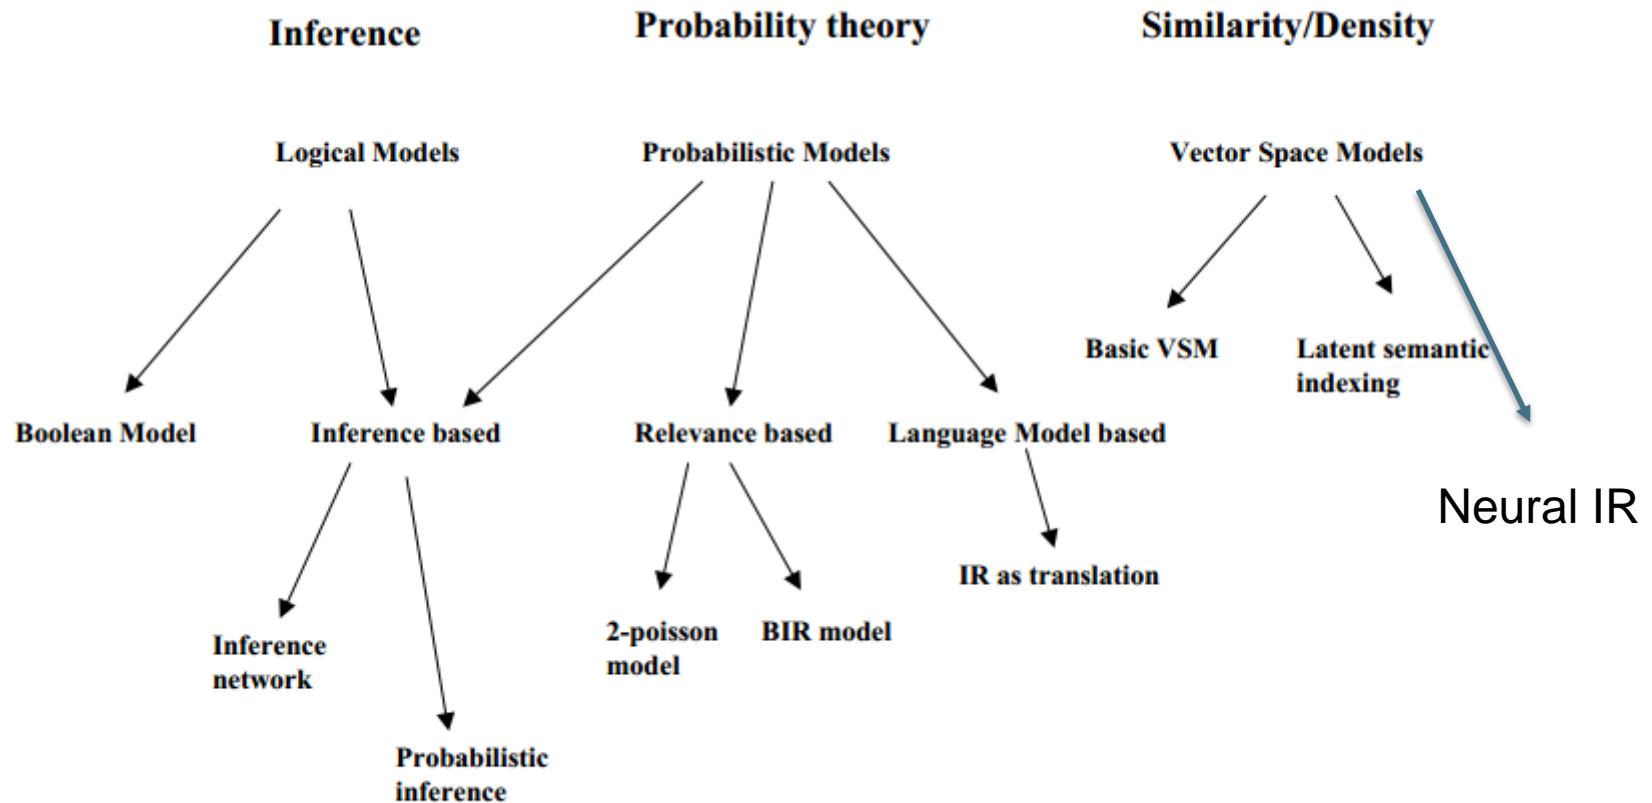 Inference
Probability theory
Similarity/Density
Logical Models
Probabilistic Models
Vector Space Models
Basic VSM
Latent semantic
indexing
Boolean Model
Inference based
Relevance based
Language Model based
Neural IR
IR as translation
Inference
network
2-poisson
model
BIR model
Probabilistic
inference